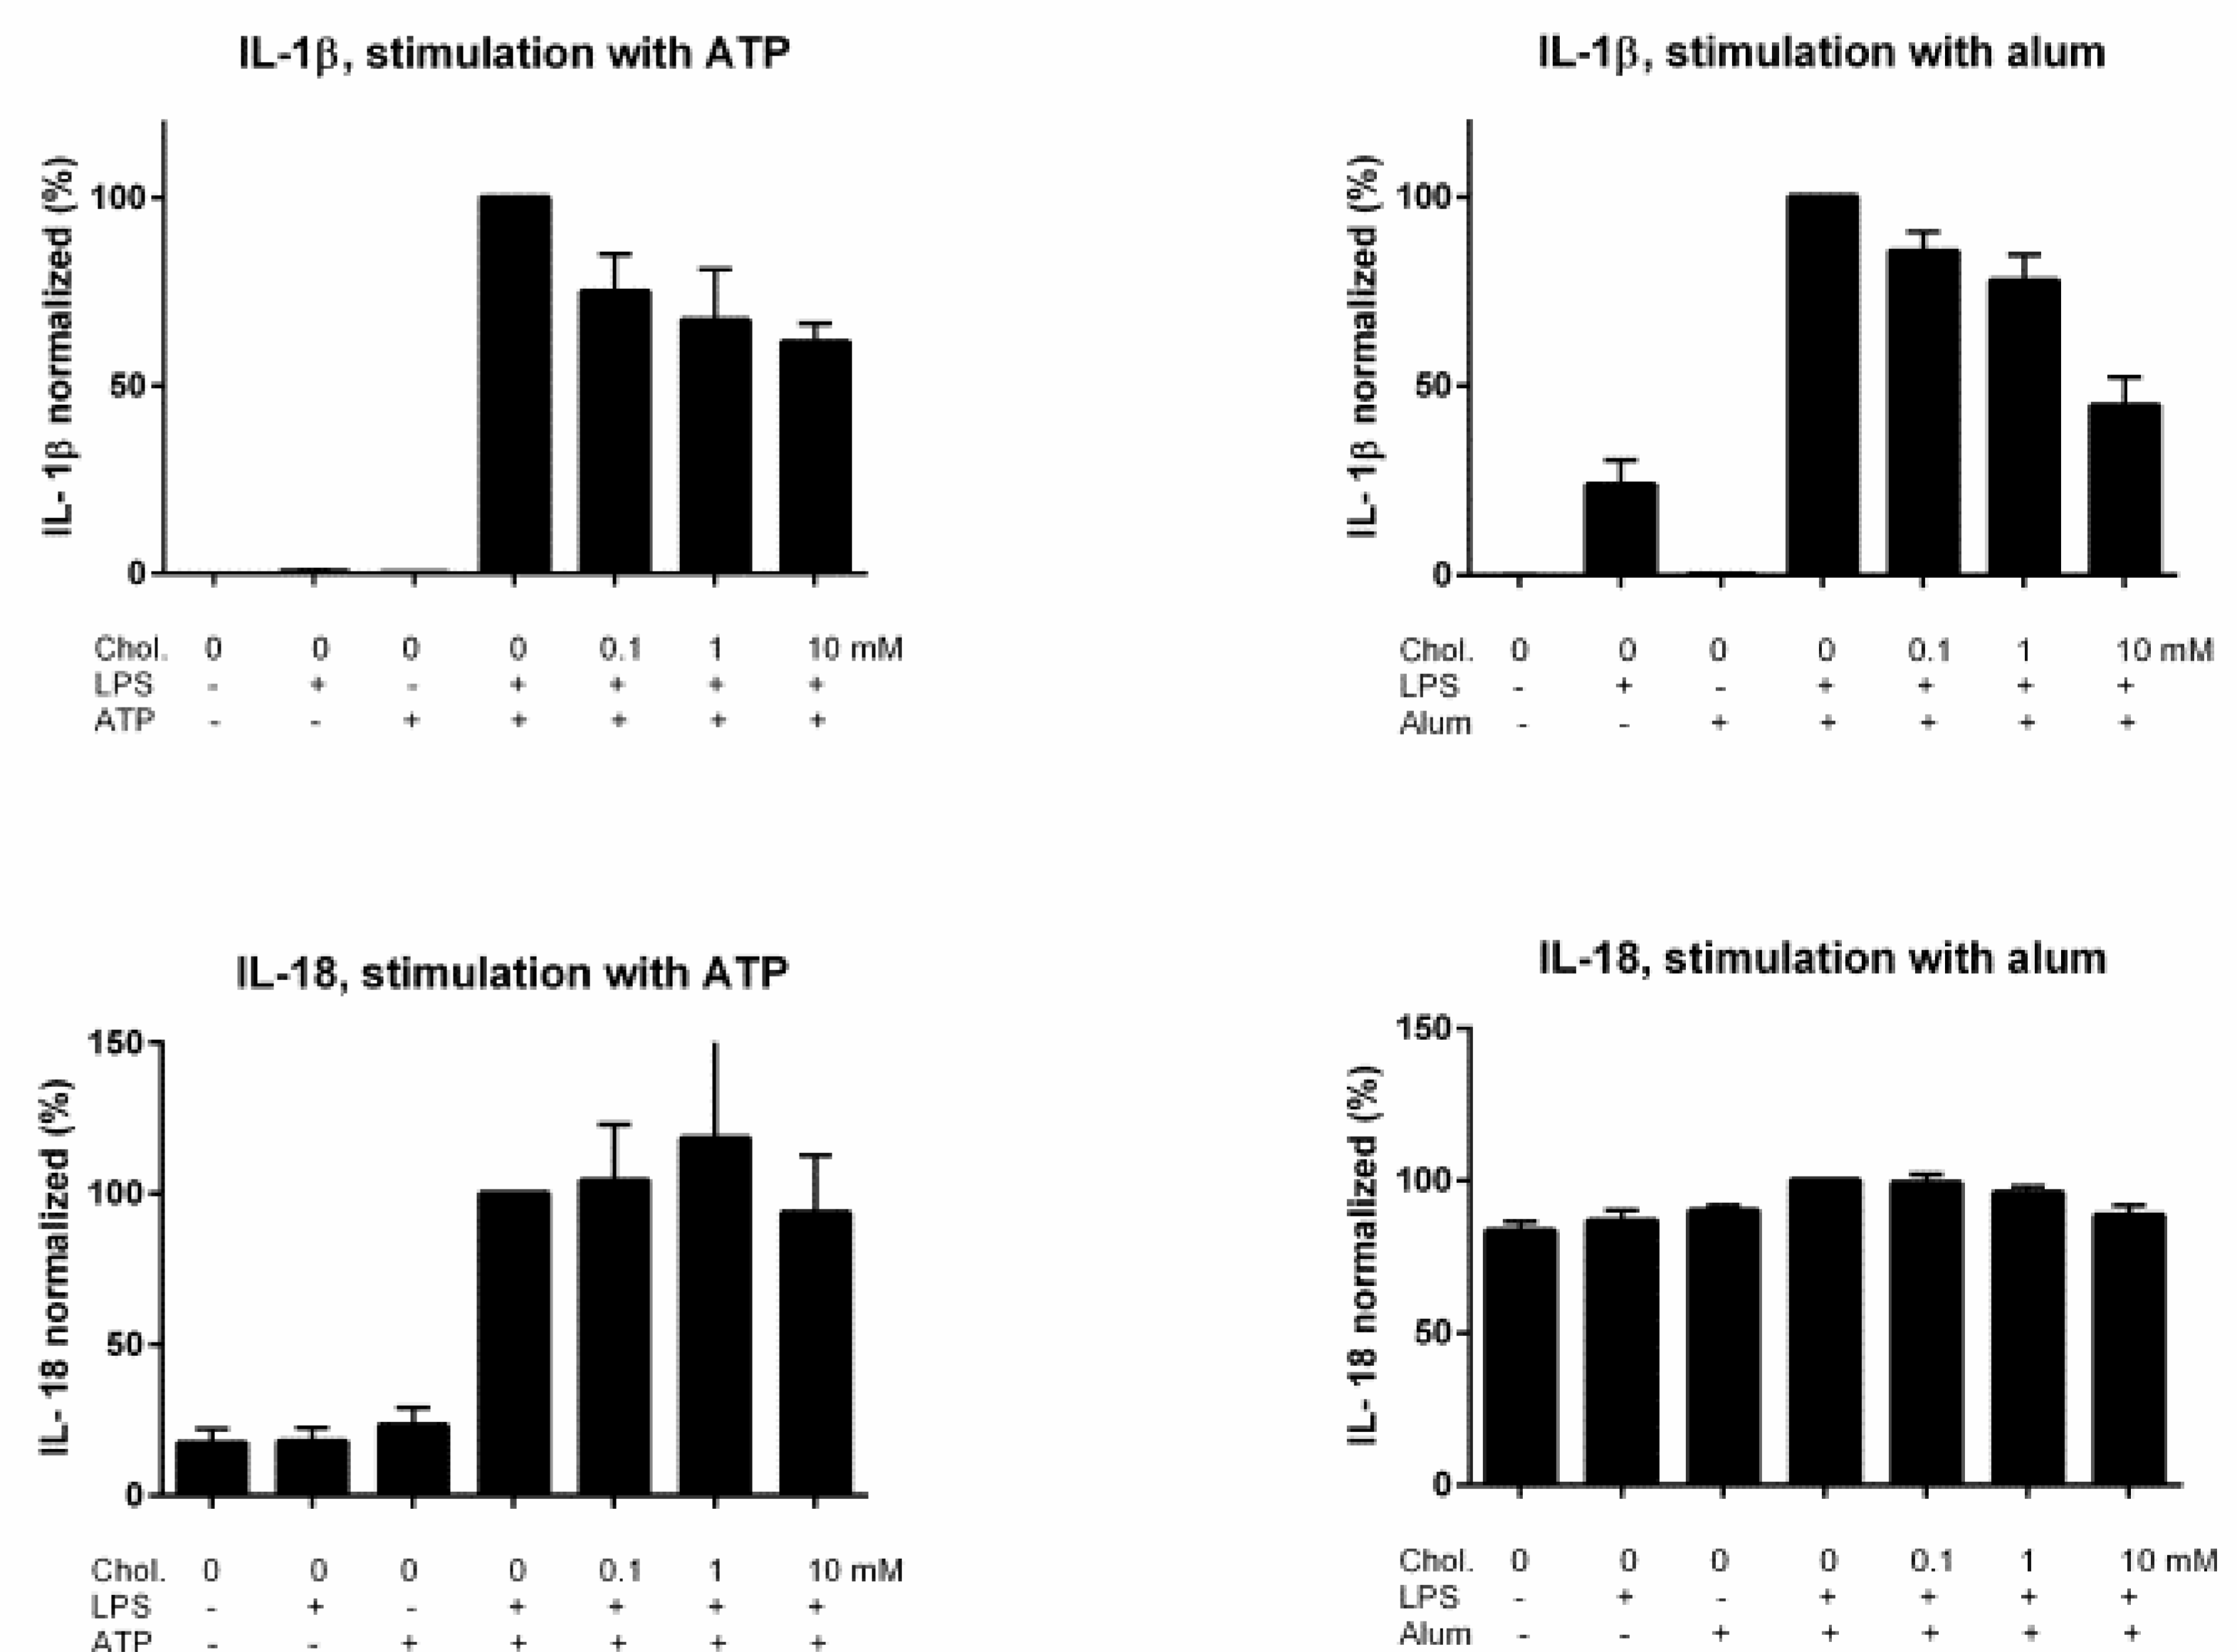 IL-1β, stimulation with ATP
IL- 1β normalized (%)
100
50
0
Chol. 0 0 0 0 0.1 1 10 mM
LPS - + - + + + +
ATP - - + + + + +
IL-1β, stimulation with alum
IL- 1β normalized (%)
100
50
0
Chol. 0 0 0 0 0.1 1 10 mM
LPS - + - + + + +
Alum - - + + + + +
IL-18, stimulation with ATP
IL- 18 normalized (%)
150
100
50
0
Chol. 0 0 0 0 0.1 1 10 mM
LPS - + - + + + +
ATP - - + + + + +
IL-18, stimulation with alum
IL- 18 normalized (%)
150
100
50
0
Chol. 0 0 0 0 0.1 1 10 mM
LPS - + - + + + +
Alum - - + + + + +